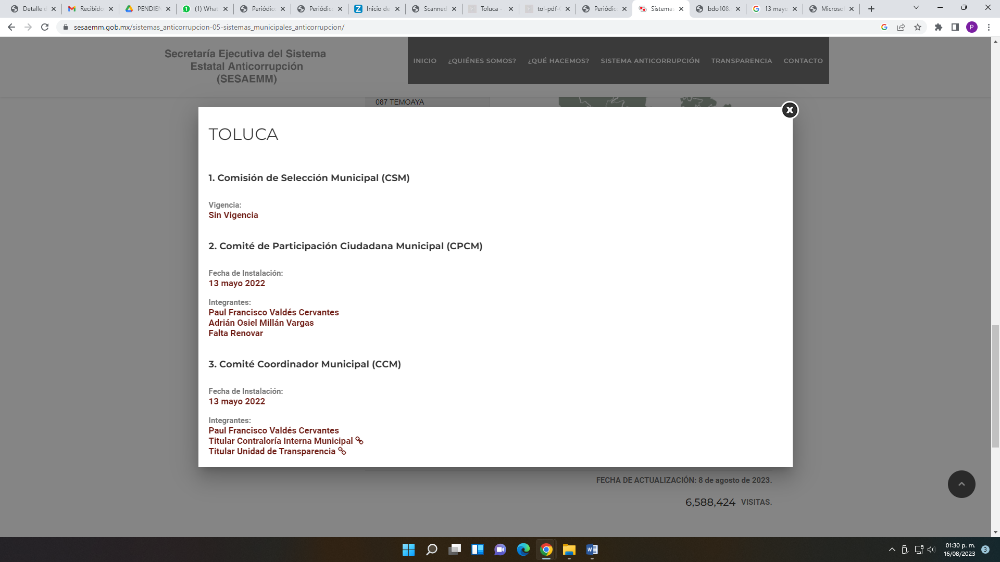 Detalle d
Recibido
PENDIEN
(1) What
Periódico
Periódico
Inicio de
Scanned
Toluca -
tol-pdf-
Periódic
Sistemas
bdo108.
13 mayo
Microsof
sesaemm.gob.mx/sistemas_anticorrupcion-05-sistemas_municipales_anticorrupcion/
P
Secretaría Ejecutiva del Sistema
Estatal Anticorrupción
(SESAEMM)
INICIO ¿QUIÉNES SOMOS? ¿QUÉ HACEMOS? SISTEMA ANTICORRUPCIÓN TRANSPARENCIA CONTACTO
087 TEMOAYA
X
TOLUCA
1. Comisión de Selección Municipal (CSM)
Vigencia:
Sin Vigencia
2. Comité de Participación Ciudadana Municipal (CPCM)
Fecha de Instalación:
13 mayo 2022
Integrantes:
Paul Francisco Valdés Cervantes
Adrián Osiel Millán Vargas
Falta Renovar
3. Comité Coordinador Municipal (CCM)
Fecha de Instalación:
13 mayo 2022
Integrantes:
Paul Francisco Valdés Cervantes
Titular Contraloría Interna Municipal
Titular Unidad de Transparencia
FECHA DE ACTUALIZACIÓN: 8 de agosto de 2023.
6,588,424 VISITAS.
01:30 p. m.
16/08/2023
3